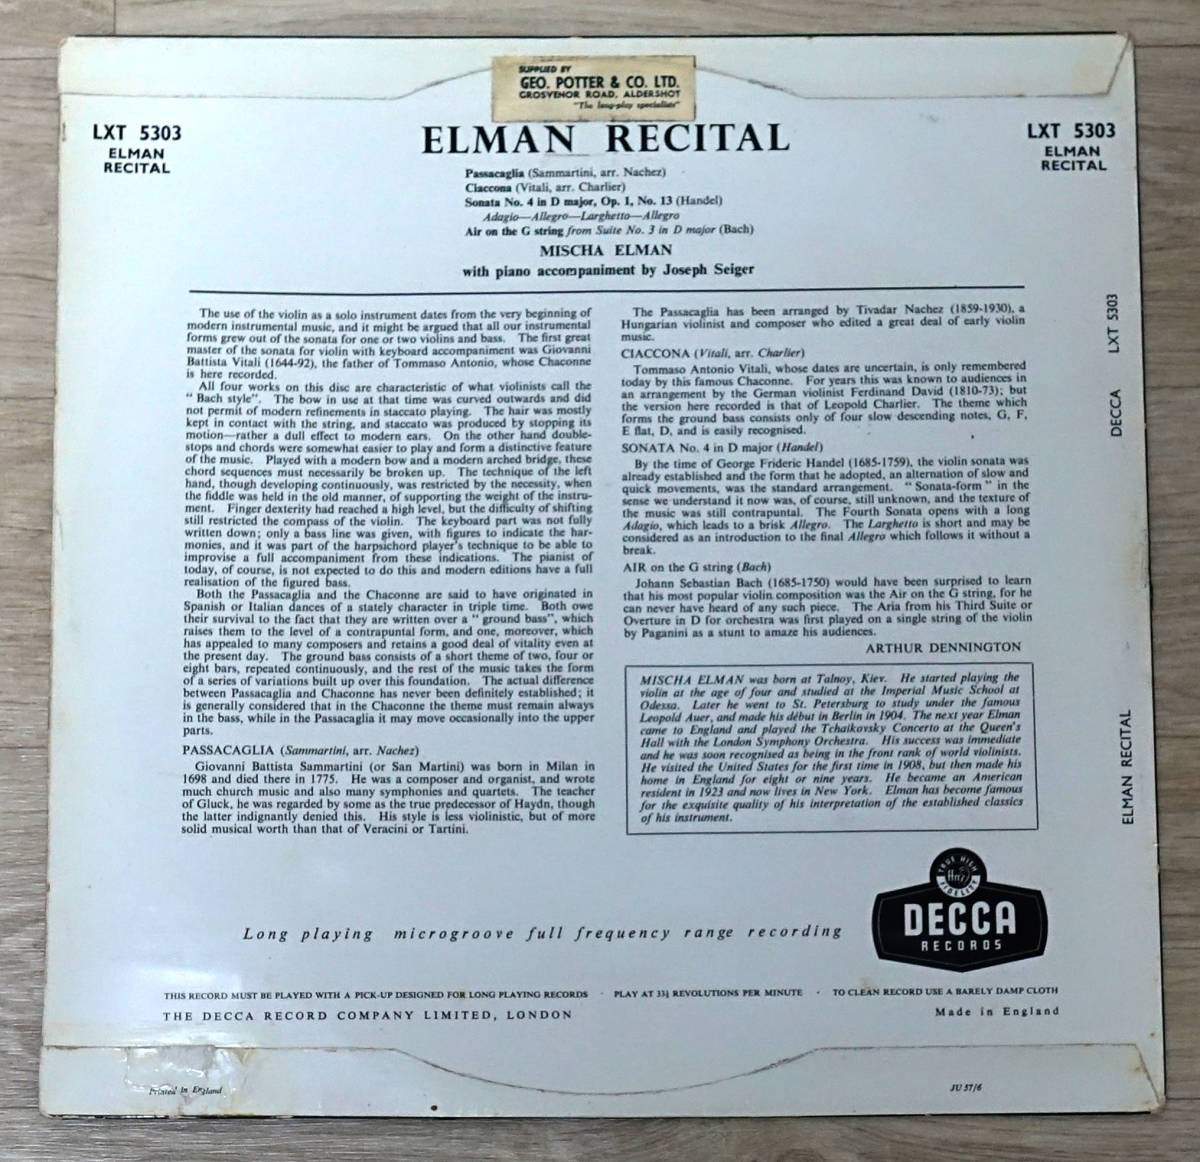 SUPPLIED BY
GEO. POTTER & CO. LTD.
GROSVENOR ROAD, ALDERSHOT
"The long-play specialists"
LXT 5303
ELMAN
RECITAL
LXT 5303
ELMAN
RECITAL
ELMAN RECITAL
Passacaglia (Sammartini, arr. Nachez)
Ciaccona (Vitali, arr. Charlier)
Sonata No. 4 in D major, Op. 1, No. 13 (Handel)
Adagio—Allegro—Larghetto—Allegro
Air on the G string from Suite No. 3 in D major (Bach)
MISCHA ELMAN
with piano accompaniment by Joseph Seiger
The use of the violin as a solo instrument dates from the very beginning of
modern instrumental music, and it might be argued that all our instrumental
forms grew out of the sonata for one or two violins and bass. The first great
master of the sonata for violin with keyboard accompaniment was Giovanni
Battista Vitali (1644-92), the father of Tommaso Antonio, whose Chaconne
is here recorded.
All four works on this disc are characteristic of what violinists call the
" Bach style". The bow in use at that time was curved outwards and did
not permit of modern refinements in staccato playing. The hair was mostly
kept in contact with the string, and staccato was produced by stopping its
motion—rather a dull effect to modern ears. On the other hand double-
stops and chords were somewhat easier to play and form a distinctive feature
of the music. Played with a modern bow and a modern arched bridge, these
chord sequences must necessarily be broken up. The technique of the left
hand, though developing continuously, was restricted by the necessity, when
the fiddle was held in the old manner, of supporting the weight of the instru-
ment. Finger dexterity had reached a high level, but the difficulty of shifting
still restricted the compass of the violin. The keyboard part was not fully
written down; only a bass line was given, with figures to indicate the har-
monies, and it was part of the harpsichord player's technique to be able to
improvise a full accompaniment from these indications. The pianist of
today, of course, is not expected to do this and modern editions have a full
realisation of the figured bass.
Both the Passacaglia and the Chaconne are said to have originated in
Spanish or Italian dances of a stately character in triple time. Both owe
their survival to the fact that they are written over a " ground bass", which
raises them to the level of a contrapuntal form, and one, moreover, which
has appealed to many composers and retains a good deal of vitality even at
the present day. The ground bass consists of a short theme of two, four or
eight bars, repeated continuously, and the rest of the music takes the form
of a series of variations built up over this foundation. The actual difference
between Passacaglia and Chaconne has never been definitely established; it
is generally considered that in the Chaconne the theme must remain always
in the bass, while in the Passacaglia it may move occasionally into the upper
parts.
PASSACAGLIA (Sammartini, arr. Nachez)
Giovanni Battista Sammartini (or San Martini) was born in Milan in
1698 and died there in 1775. He was a composer and organist, and wrote
much church music and also many symphonies and quartets. The teacher
of Gluck, he was regarded by some as the true predecessor of Haydn, though
the latter indignantly denied this. His style is less violinistic, but of more
solid musical worth than that of Veracini or Tartini.
The Passacaglia has been arranged by Tivadar Nachez (1859-1930), a
Hungarian violinist and composer who edited a great deal of early violin
music.
CIACCONA (Vitali, arr. Charlier)
Tommaso Antonio Vitali, whose dates are uncertain, is only remembered
today by this famous Chaconne. For years this was known to audiences in
an arrangement by the German violinist Ferdinand David (1810-73); but
the version here recorded is that of Leopold Charlier. The theme which
forms the ground bass consists only of four slow descending notes, G, F,
E flat, D, and is easily recognised.
SONATA No. 4 in D major (Handel)
By the time of George Frideric Handel (1685-1759), the violin sonata was
already established and the form that he adopted, an alternation of slow and
quick movements, was the standard arrangement. " Sonata-form " in the
sense we understand it now was, of course, still unknown, and the texture of
the music was still contrapuntal. The Fourth Sonata opens with a long
Adagio, which leads to a brisk Allegro. The Larghetto is short and may be
considered as an introduction to the final Allegro which follows it without a
break.
AIR on the G string (Bach)
Johann Sebastian Bach (1685-1750) would have been surprised to learn
that his most popular violin composition was the Air on the G string, for he
can never have heard of any such piece. The Aria from his Third Suite or
Overture in D for orchestra was first played on a single string of the violin
by Paganini as a stunt to amaze his audiences.
ARTHUR DENNINGTON
MISCHA ELMAN was born at Talnoy, Kiev. He started playing the
violin at the age of four and studied at the Imperial Music School at
Odessa. Later he went to St. Petersburg to study under the famous
Leopold Auer, and made his début in Berlin in 1904. The next year Elman
came to England and played the Tchaikovsky Concerto at the Queen's
Hall with the London Symphony Orchestra. His success was immediate
and he was soon recognised as being in the front rank of world violinists.
He visited the United States for the first time in 1908, but then made his
home in England for eight or nine years. He became an American
resident in 1923 and now lives in New York. Elman has become famous
for the exquisite quality of his interpretation of the established classics
of his instrument.
DECCA LXT 5303
ELMAN RECITAL
TRUE HIGH
ffrr
FIDELITY
DECCA
RECORDS
Long playing microgroove full frequency range recording
THIS RECORD MUST BE PLAYED WITH A PICK-UP DESIGNED FOR LONG PLAYING RECORDS · PLAY AT 33⅓ REVOLUTIONS PER MINUTE · TO CLEAN RECORD USE A BARELY DAMP CLOTH
THE DECCA RECORD COMPANY LIMITED, LONDON
Made in England
Printed in England
JU 57/6